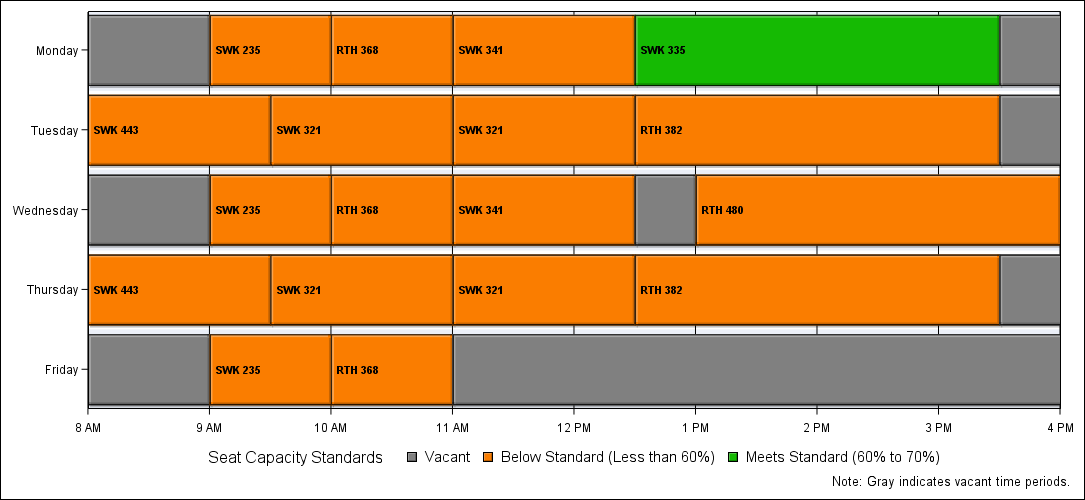 Monday
SWK 235
RTH 368
SWK 341
SWK 335
Tuesday
SWK 443
SWK 321
SWK 321
RTH 382
Wednesday
SWK 235
RTH 368
SWK 341
RTH 480
Thursday
SWK 443
SWK 321
SWK 321
RTH 382
Friday
SWK 235
RTH 368
8 AM 9 AM 10 AM 11 AM 12 PM 1 PM 2 PM 3 PM 4 PM
Seat Capacity Standards Vacant Below Standard (Less than 60%) Meets Standard (60% to 70%)
Note: Gray indicates vacant time periods.